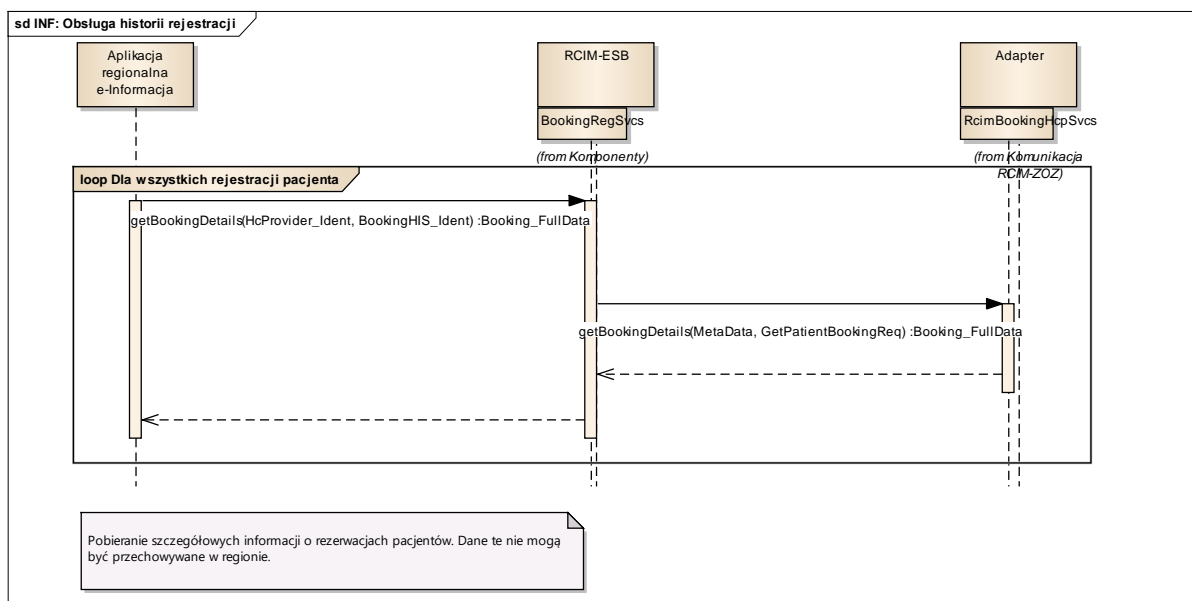 sd INF: Obsługa historii rejestracji
Aplikacja
regionalna
e-Informacja
RCIM-ESB
Adapter
BookingRegSvcs
RcimBookingHcpSvcs
(from Komponenty)
(from Komunikacja
RCIM-ZOZ)
loop Dla wszystkich rejestracji pacjenta
getBookingDetails(HcProvider_Ident, BookingHIS_Ident) :Booking_FullData
getBookingDetails(MetaData, GetPatientBookingReq) :Booking_FullData
Pobieranie szczegółowych informacji o rezerwacjach pacjentów. Dane te nie mogą
być przechowywane w regionie.